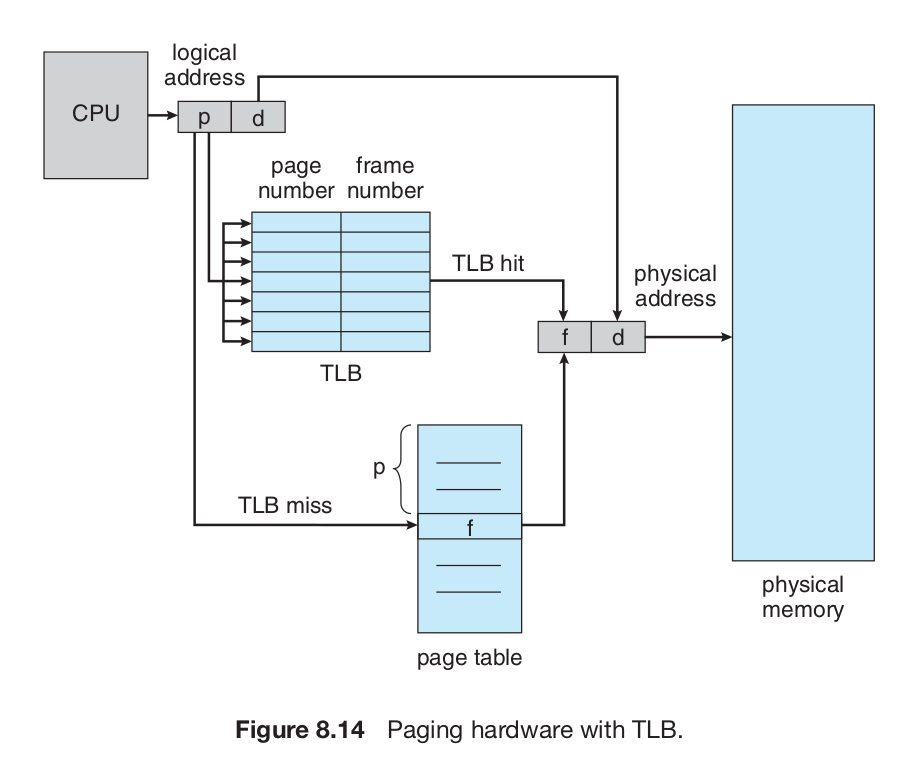 logical
address
CPU
p
d
page
number
frame
number
TLB hit
physical
address
f
d
TLB
p
TLB miss
f
physical
memory
page table
Figure 8.14 Paging hardware with TLB.